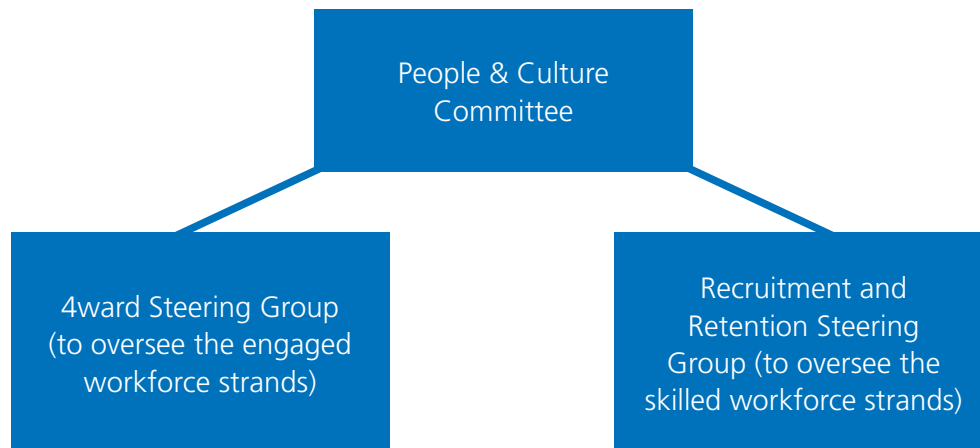 People & Culture
Committee
4ward Steering Group
(to oversee the engaged
workforce strands)
Recruitment and
Retention Steering
Group (to oversee the
skilled workforce strands)